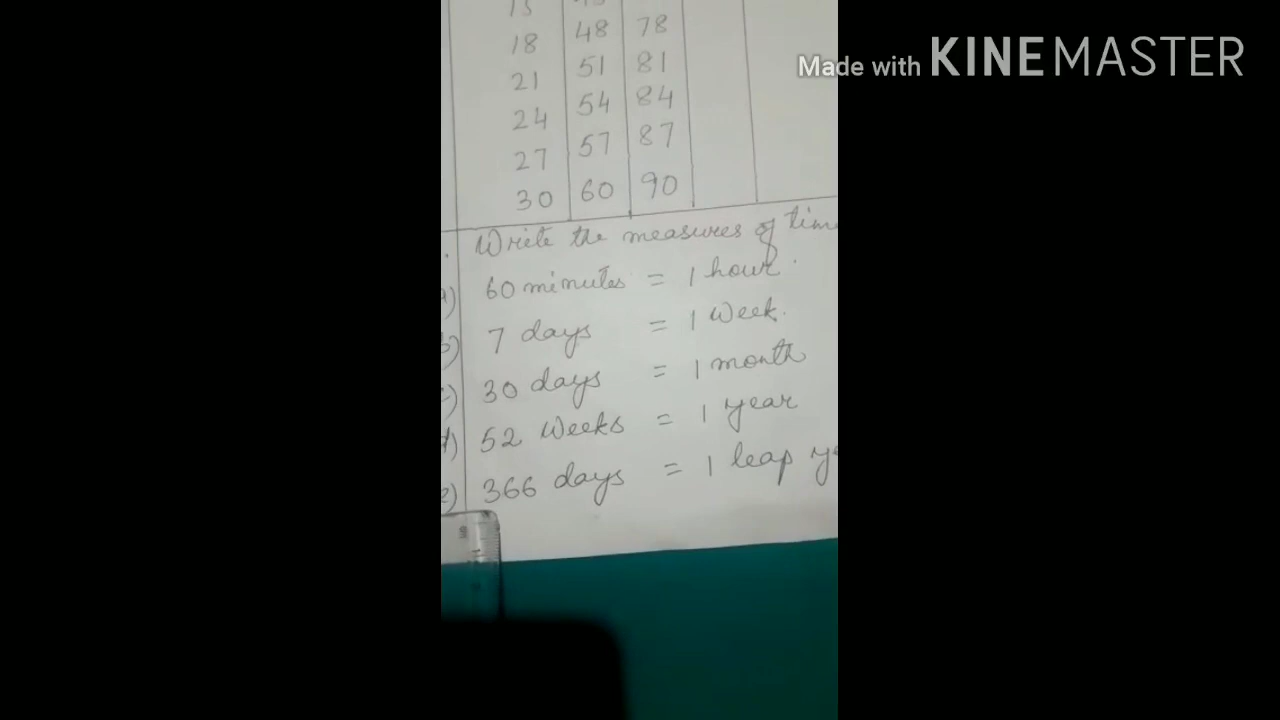 Made with KINEMASTER
18 48 78
21 51 81
24 54 84
27 57 87
30 60 90
Write the measures of
60 minutes = 1 hour.
7 days = 1 week.
30 days = 1 month
52 weeks = 1 year
e) 366 days = 1 leap